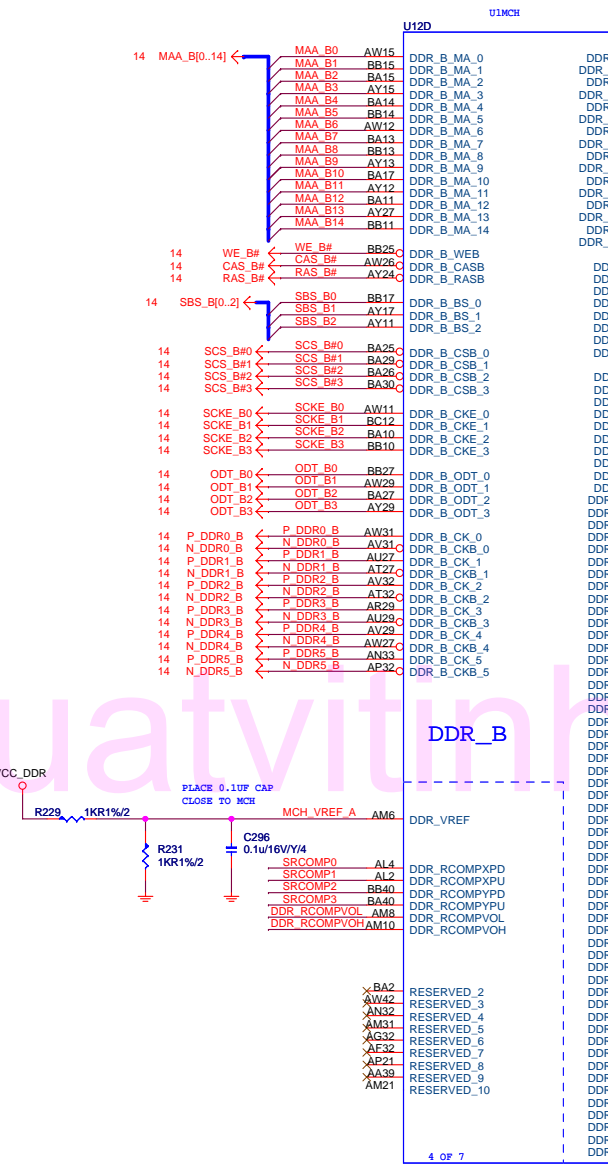 U1MCH
U12D
14 MAA_B[0..14] MAA_B0 AW15 DDR_B_MA_0
MAA_B1 BB15 DDR_B_MA_1
MAA_B2 BA15 DDR_B_MA_2
MAA_B3 AY15 DDR_B_MA_3
MAA_B4 BA14 DDR_B_MA_4
MAA_B5 BB14 DDR_B_MA_5
MAA_B6 AW12 DDR_B_MA_6
MAA_B7 BA13 DDR_B_MA_7
MAA_B8 BB13 DDR_B_MA_8
MAA_B9 AY13 DDR_B_MA_9
MAA_B10 BA17 DDR_B_MA_10
MAA_B11 AY12 DDR_B_MA_11
MAA_B12 BA11 DDR_B_MA_12
MAA_B13 AY27 DDR_B_MA_13
MAA_B14 BB11 DDR_B_MA_14
14 WE_B# WE_B# BB25 DDR_B_WEB
14 CAS_B# CAS_B# AW26 DDR_B_CASB
14 RAS_B# RAS_B# AY24 DDR_B_RASB
14 SBS_B[0..2] SBS_B0 BB17 DDR_B_BS_0
SBS_B1 AY17 DDR_B_BS_1
SBS_B2 AY11 DDR_B_BS_2
14 SCS_B#0 SCS_B#0 BA25 DDR_B_CSB_0
14 SCS_B#1 SCS_B#1 BA29 DDR_B_CSB_1
14 SCS_B#2 SCS_B#2 BA26 DDR_B_CSB_2
14 SCS_B#3 SCS_B#3 BA30 DDR_B_CSB_3
14 SCKE_B0 SCKE_B0 AW11 DDR_B_CKE_0
14 SCKE_B1 SCKE_B1 BC12 DDR_B_CKE_1
14 SCKE_B2 SCKE_B2 BA10 DDR_B_CKE_2
14 SCKE_B3 SCKE_B3 BB10 DDR_B_CKE_3
14 ODT_B0 ODT_B0 BB27 DDR_B_ODT_0
14 ODT_B1 ODT_B1 AW29 DDR_B_ODT_1
14 ODT_B2 ODT_B2 BA27 DDR_B_ODT_2
14 ODT_B3 ODT_B3 AY29 DDR_B_ODT_3
14 P_DDR0_B P_DDR0_B AW31 DDR_B_CK_0
14 N_DDR0_B N_DDR0_B AV31 DDR_B_CKB_0
14 P_DDR1_B P_DDR1_B AU27 DDR_B_CK_1
14 N_DDR1_B N_DDR1_B AT27 DDR_B_CKB_1
14 P_DDR2_B P_DDR2_B AV32 DDR_B_CK_2
14 N_DDR2_B N_DDR2_B AT32 DDR_B_CKB_2
14 P_DDR3_B P_DDR3_B AR29 DDR_B_CK_3
14 N_DDR3_B N_DDR3_B AU29 DDR_B_CKB_3
14 P_DDR4_B P_DDR4_B AV29 DDR_B_CK_4
14 N_DDR4_B N_DDR4_B AW27 DDR_B_CKB_4
14 P_DDR5_B P_DDR5_B AN33 DDR_B_CK_5
14 N_DDR5_B N_DDR5_B AP32 DDR_B_CKB_5
uatvitinh
DDR_B
VCC_DDR
PLACE 0.1UF CAP
CLOSE TO MCH
R229 1KR1%/2 MCH_VREF_A AM6 DDR_VREF
R231
1KR1%/2
C296
0.1u/16V/Y/4
SRCOMP0 AL4 DDR_RCOMPXPD
SRCOMP1 AL2 DDR_RCOMPXPU
SRCOMP2 BB40 DDR_RCOMPYPD
SRCOMP3 BA40 DDR_RCOMPYPU
DDR_RCOMPVOL AM8 DDR_RCOMPVOL
DDR_RCOMPVOH AM10 DDR_RCOMPVOH
BA2 RESERVED_2
AW42 RESERVED_3
AN32 RESERVED_4
AM31 RESERVED_5
AG32 RESERVED_6
AF32 RESERVED_7
AP21 RESERVED_8
AA39 RESERVED_9
AM21 RESERVED_10
4 OF 7